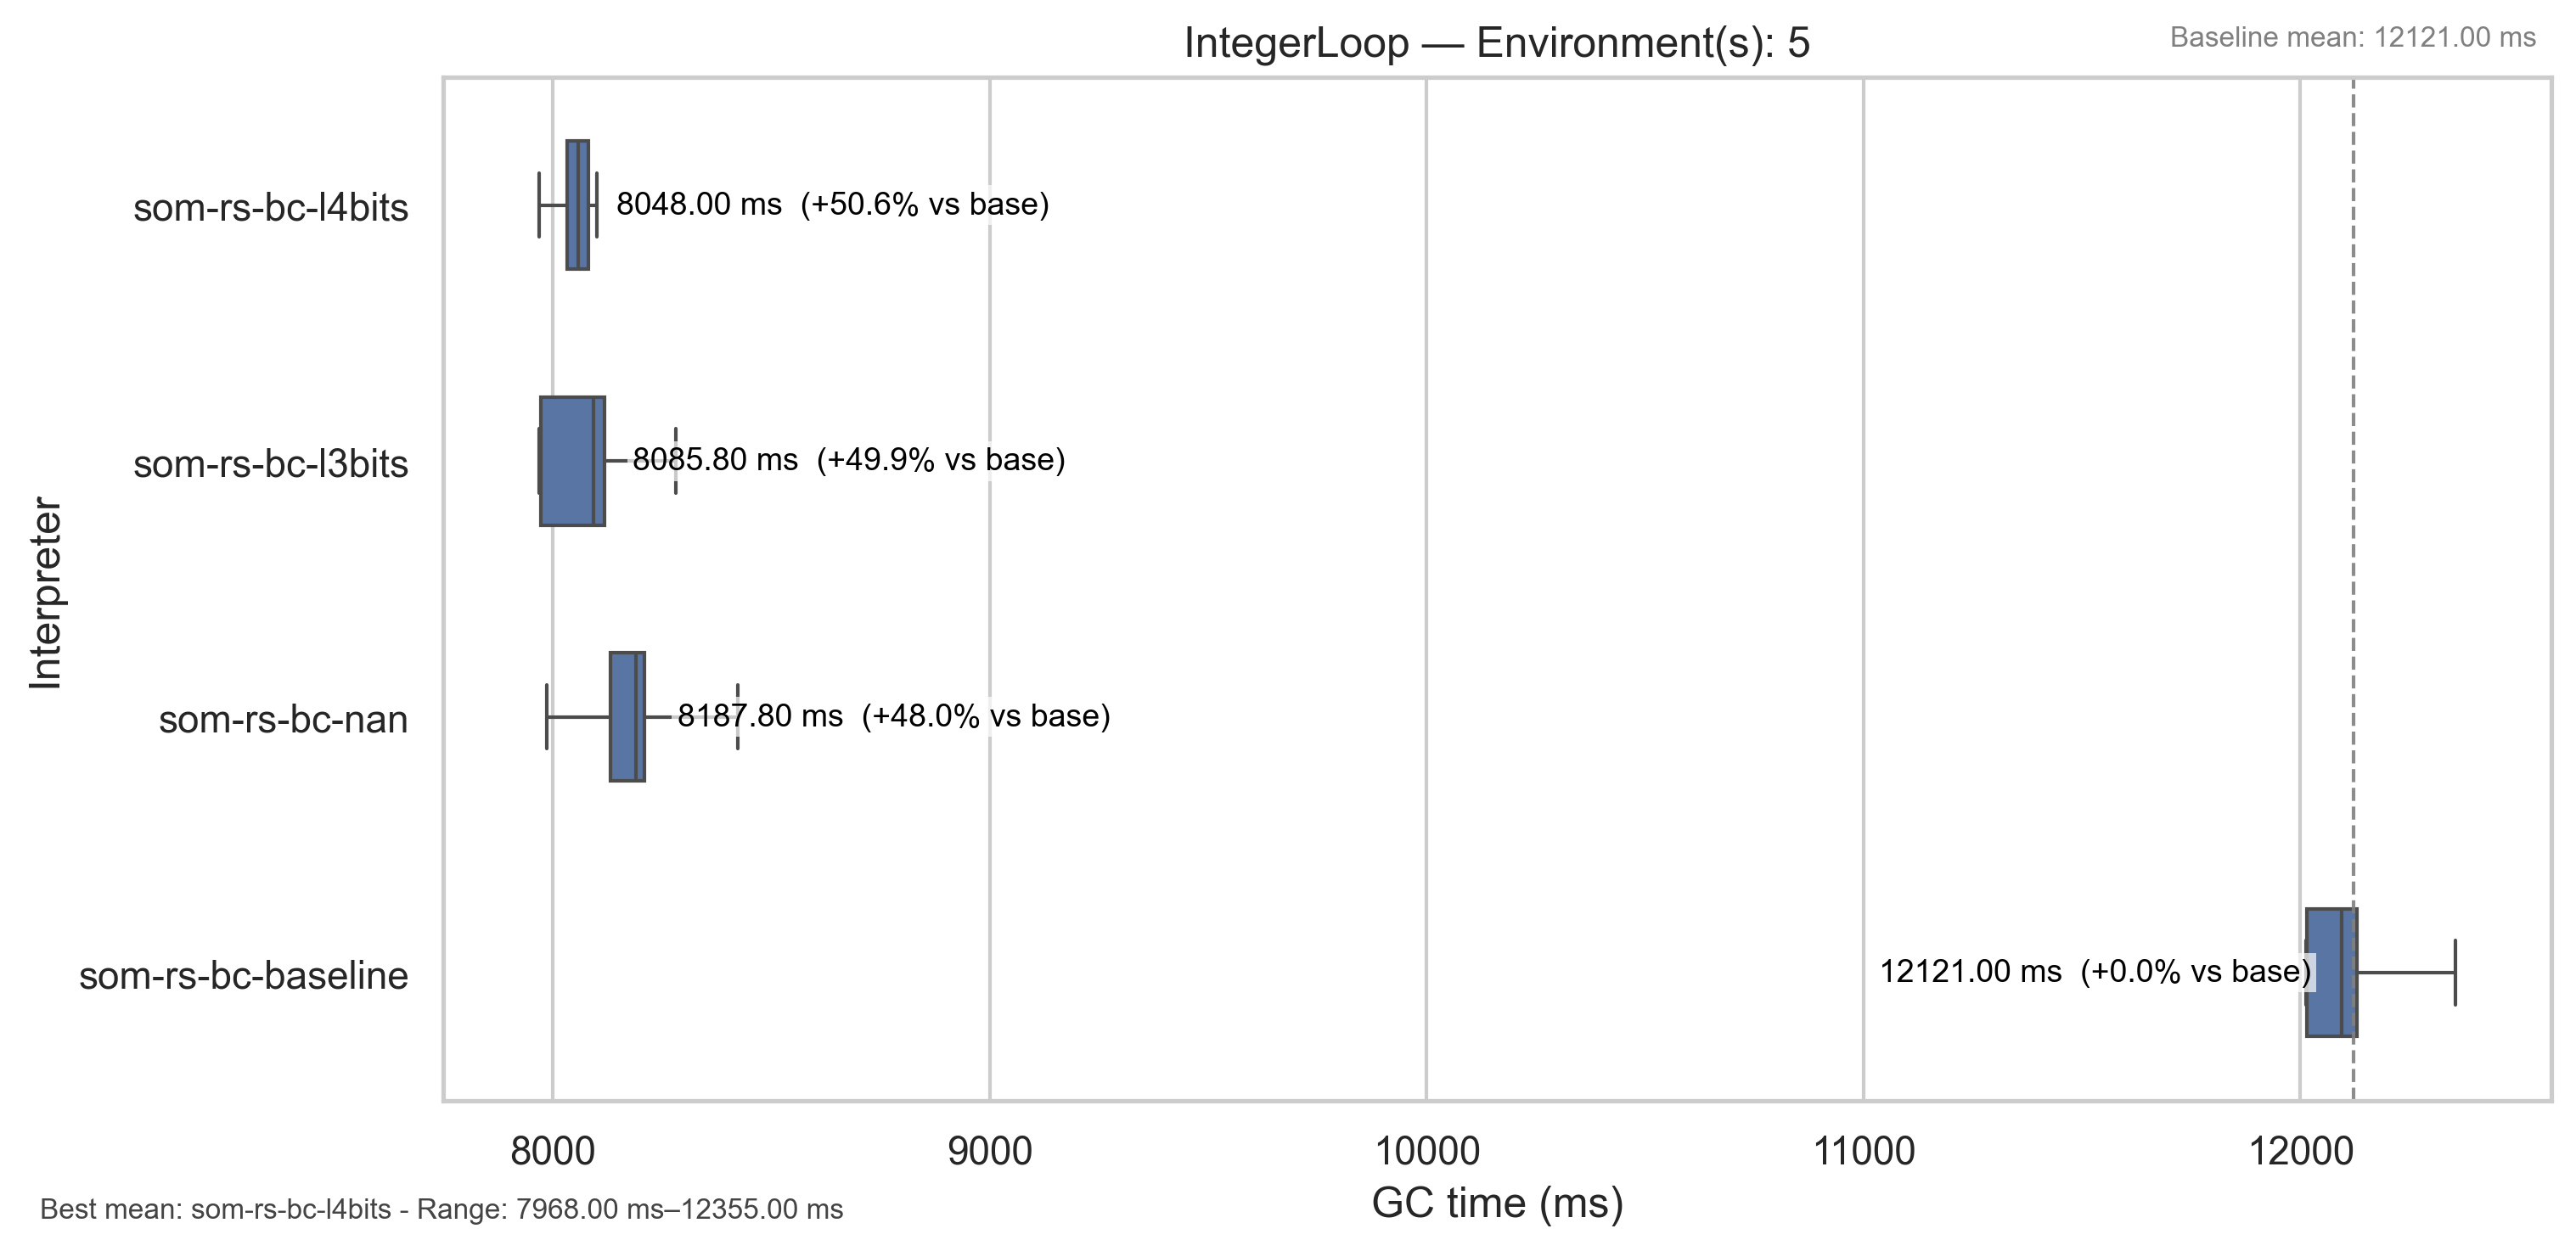 IntegerLoop — Environment(s): 5
Baseline mean: 12121.00 ms
Interpreter
som-rs-bc-l4bits
8048.00 ms (+50.6% vs base)
som-rs-bc-l3bits
8085.80 ms (+49.9% vs base)
som-rs-bc-nan
8187.80 ms (+48.0% vs base)
som-rs-bc-baseline
12121.00 ms (+0.0% vs base)
8000 9000 10000 11000 12000
GC time (ms)
Best mean: som-rs-bc-l4bits - Range: 7968.00 ms–12355.00 ms